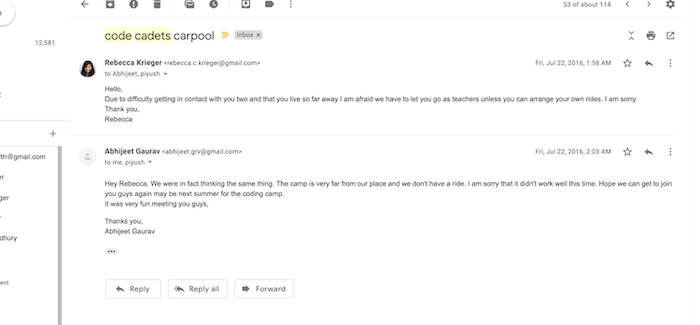 53 of about 114
code cadets carpool Inbox ×
12,581
Rebecca Krieger <rebecca.c.krieger@gmail.com> Fri, Jul 22, 2016, 1:58 AM
to Abhijeet, piyush
Hello,
Due to difficulty getting in contact with you two and that you live so far away I am afraid we have to let you go as teachers unless you can arrange your own rides. I am sorry.
Thank you,
Rebecca
rth@gmail.com
Abhijeet Gaurav <abhijeet.grv@gmail.com> Fri, Jul 22, 2016, 2:03 AM
to me, piyush
er
ger
Hey Rebecca, We were in fact thinking the same thing. The camp is very far from our place and we don't have a ride. I am sorry that it didn't work well this time. Hope we can get to join
you guys again may be next summer for the coding camp.
It was very fun meeting you guys,
Thanks you,
Abhijeet Gaurav
dhury
ent
Reply Reply all Forward